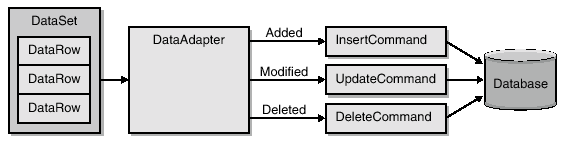 DataSet
DataRow
DataRow
DataRow
DataAdapter
Added
Modified
Deleted
InsertCommand
UpdateCommand
DeleteCommand
Database